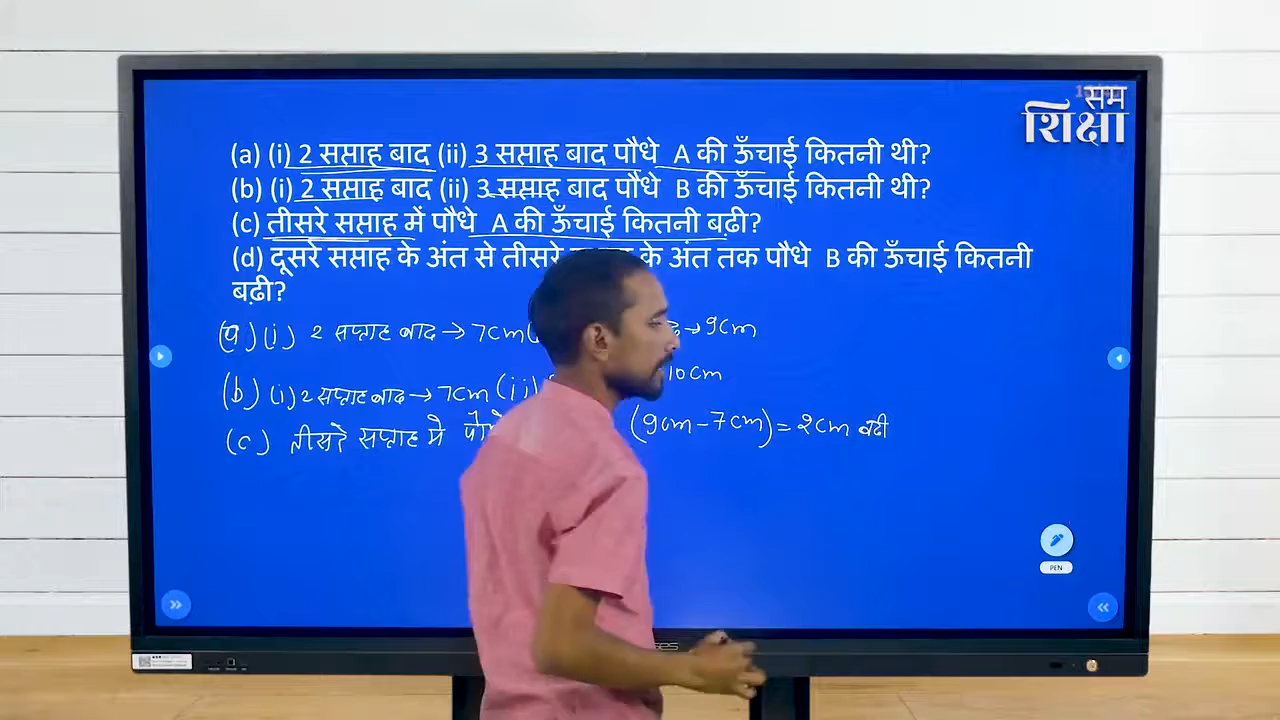 सम
शिक्षा
(a) (i) 2 सप्ताह बाद (ii) 3 सप्ताह बाद पौधे A की ऊँचाई कितनी थी?
(b) (i) 2 सप्ताह बाद (ii) 3 सप्ताह बाद पौधे B की ऊँचाई कितनी थी?
(c) तीसरे सप्ताह में पौधे A की ऊँचाई कितनी बढ़ी?
(d) दूसरे सप्ताह के अंत से तीसरे के अंत तक पौधे B की ऊँचाई कितनी
बढ़ी?
(a) (i) 2 सप्ताह बाद → 7cm → 9cm
(b) (i) 2 सप्ताह बाद → 7cm (ii) 10cm
(c) तीसरे सप्ताह में (9cm - 7cm) = 2cm बढ़ी
PEN